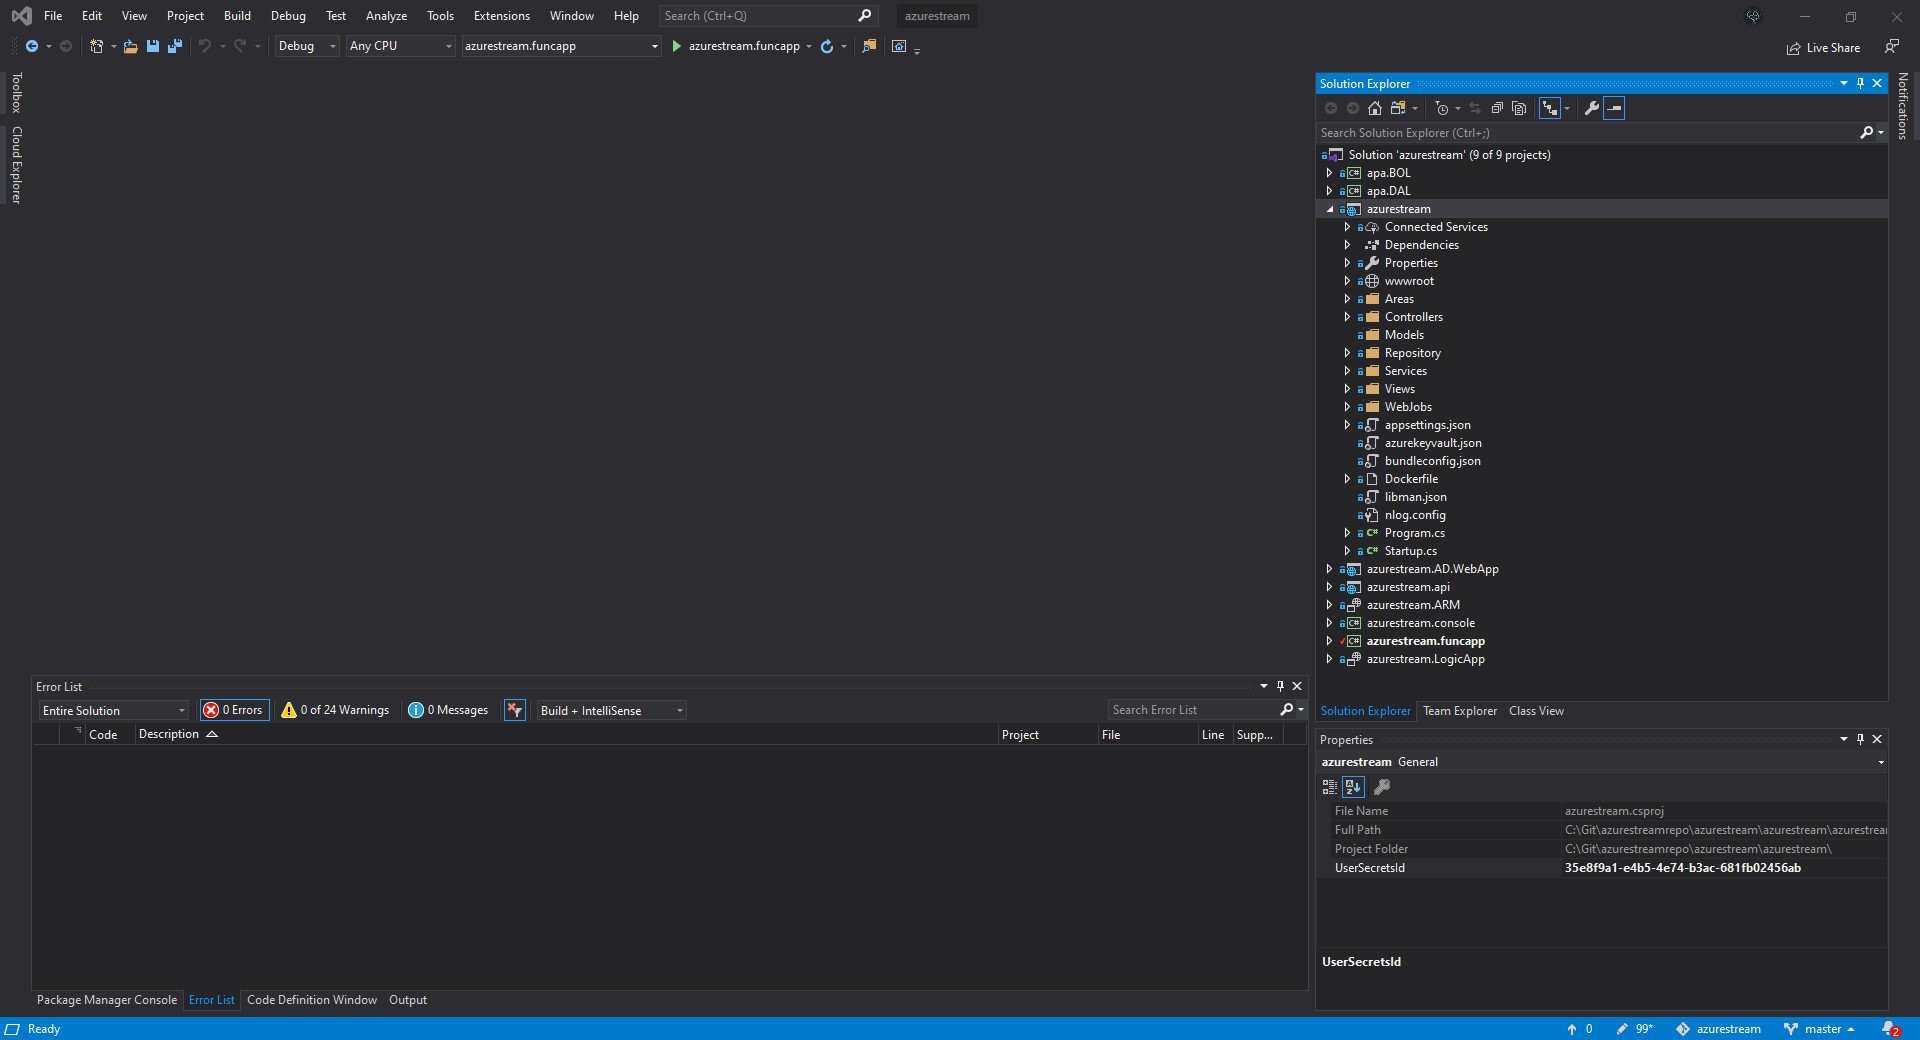 File Edit View Project Build Debug Test Analyze Tools Extensions Window Help Search (Ctrl+Q) azurestream
Debug Any CPU azurestream.funcapp azurestream.funcapp Live Share
Toolbox
Cloud Explorer
Notifications
Solution Explorer
Search Solution Explorer (Ctrl+;)
Solution 'azurestream' (9 of 9 projects)
C# apa.BOL
C# apa.DAL
azurestream
Connected Services
Dependencies
Properties
wwwroot
Areas
Controllers
Models
Repository
Services
Views
WebJobs
appsettings.json
azurekeyvault.json
bundleconfig.json
Dockerfile
libman.json
nlog.config
C# Program.cs
C# Startup.cs
azurestream.AD.WebApp
azurestream.api
azurestream.ARM
C# azurestream.console
C# azurestream.funcapp
azurestream.LogicApp
Solution Explorer Team Explorer Class View
Error List
Entire Solution 0 Errors 0 of 24 Warnings 0 Messages Build + IntelliSense Search Error List
Code Description Project File Line Supp...
Package Manager Console Error List Code Definition Window Output
Properties
azurestream General
File Name azurestream.csproj
Full Path C:\Git\azurestreamrepo\azurestream\azurestream\azurestrea
Project Folder C:\Git\azurestreamrepo\azurestream\azurestream\
UserSecretsId 35e8f9a1-e4b5-4e74-b3ac-681fb02456ab
UserSecretsId
Ready 0 99* azurestream master 2